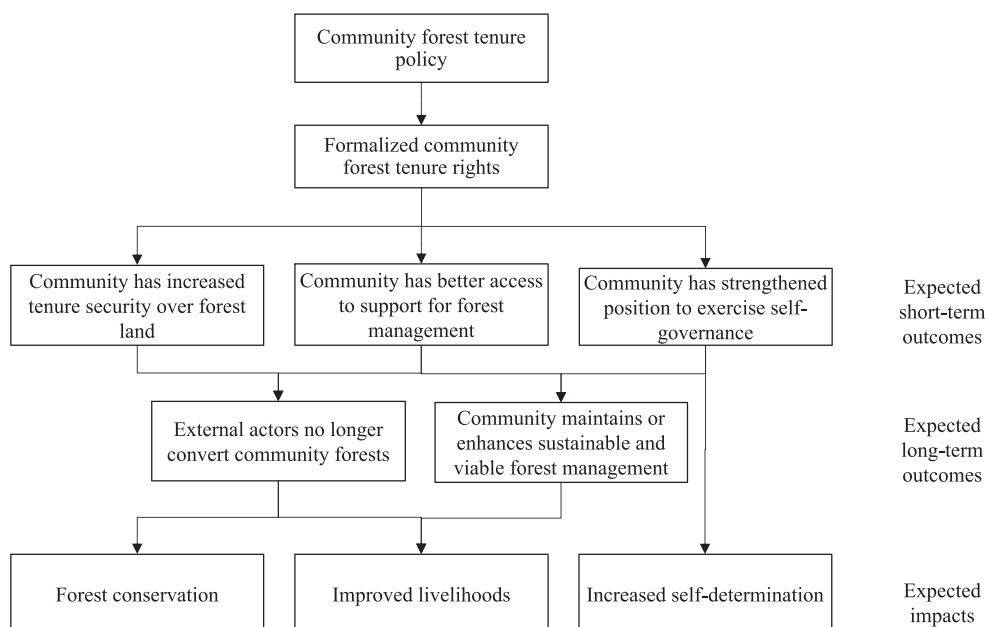 Community forest tenure
policy
Formalized community
forest tenure rights
Community has increased
tenure security over forest
land
Community has better access
to support for forest
management
Community has strengthened
position to exercise self-
governance
Expected
short-term
outcomes
External actors no longer
convert community forests
Community maintains or
enhances sustainable and
viable forest management
Expected
long-term
outcomes
Forest conservation
Improved livelihoods
Increased self-determination
Expected
impacts